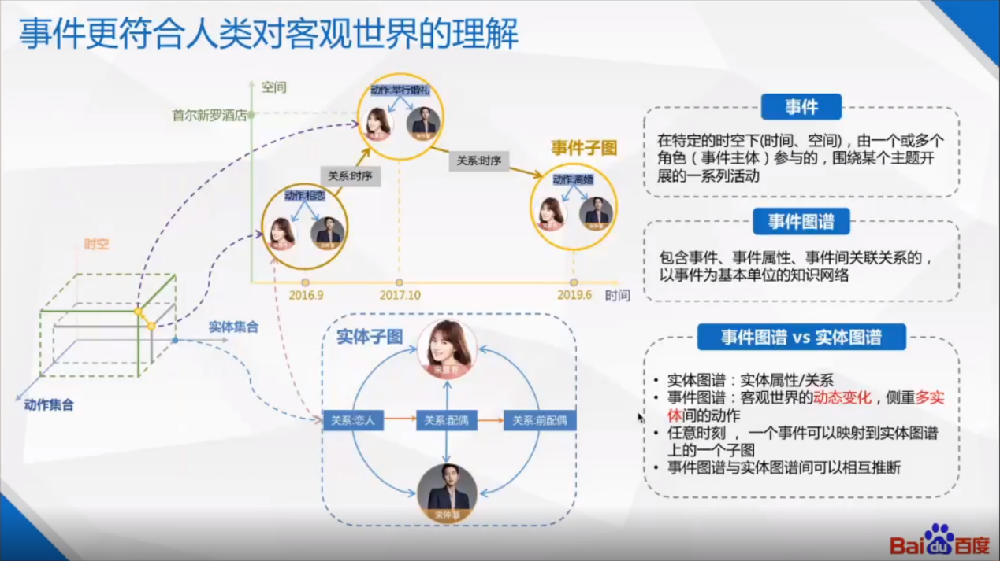 事件更符合人类对客观世界的理解
空间
首尔新罗酒店
动作:举行婚礼
关系:时序
关系:时序
事件子图
动作:相恋
动作:离婚
2016.9
2017.10
2019.6
时间
时空
实体集合
动作集合
实体子图
宋慧乔
关系:恋人
关系:配偶
关系:前配偶
宋仲基
事件
在特定的时空下(时间、空间)，由一个或多个
角色（事件主体）参与的，围绕某个主题开
展的一系列活动
事件图谱
包含事件、事件属性、事件间关联关系的，
以事件为基本单位的知识网络
事件图谱 vs 实体图谱
• 实体图谱：实体属性/关系
• 事件图谱：客观世界的动态变化，侧重多实
体间的动作
• 任意时刻 ， 一个事件可以映射到实体图谱
上的一个子图
• 事件图谱与实体图谱间可以相互推断
Bai du 百度